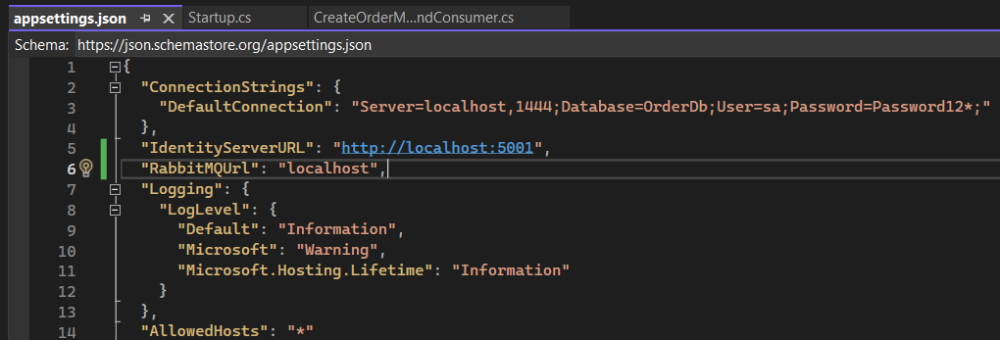 appsettings.json Startup.cs CreateOrderM...ndConsumer.cs
Schema: https://json.schemastore.org/appsettings.json
1 {
2 "ConnectionStrings": {
3 "DefaultConnection": "Server=localhost,1444;Database=OrderDb;User=sa;Password=Password12*;"
4 },
5 "IdentityServerURL": "http://localhost:5001",
6 "RabbitMQUrl": "localhost",
7 "Logging": {
8 "LogLevel": {
9 "Default": "Information",
10 "Microsoft": "Warning",
11 "Microsoft.Hosting.Lifetime": "Information"
12 }
13 },
14 "AllowedHosts": "*"